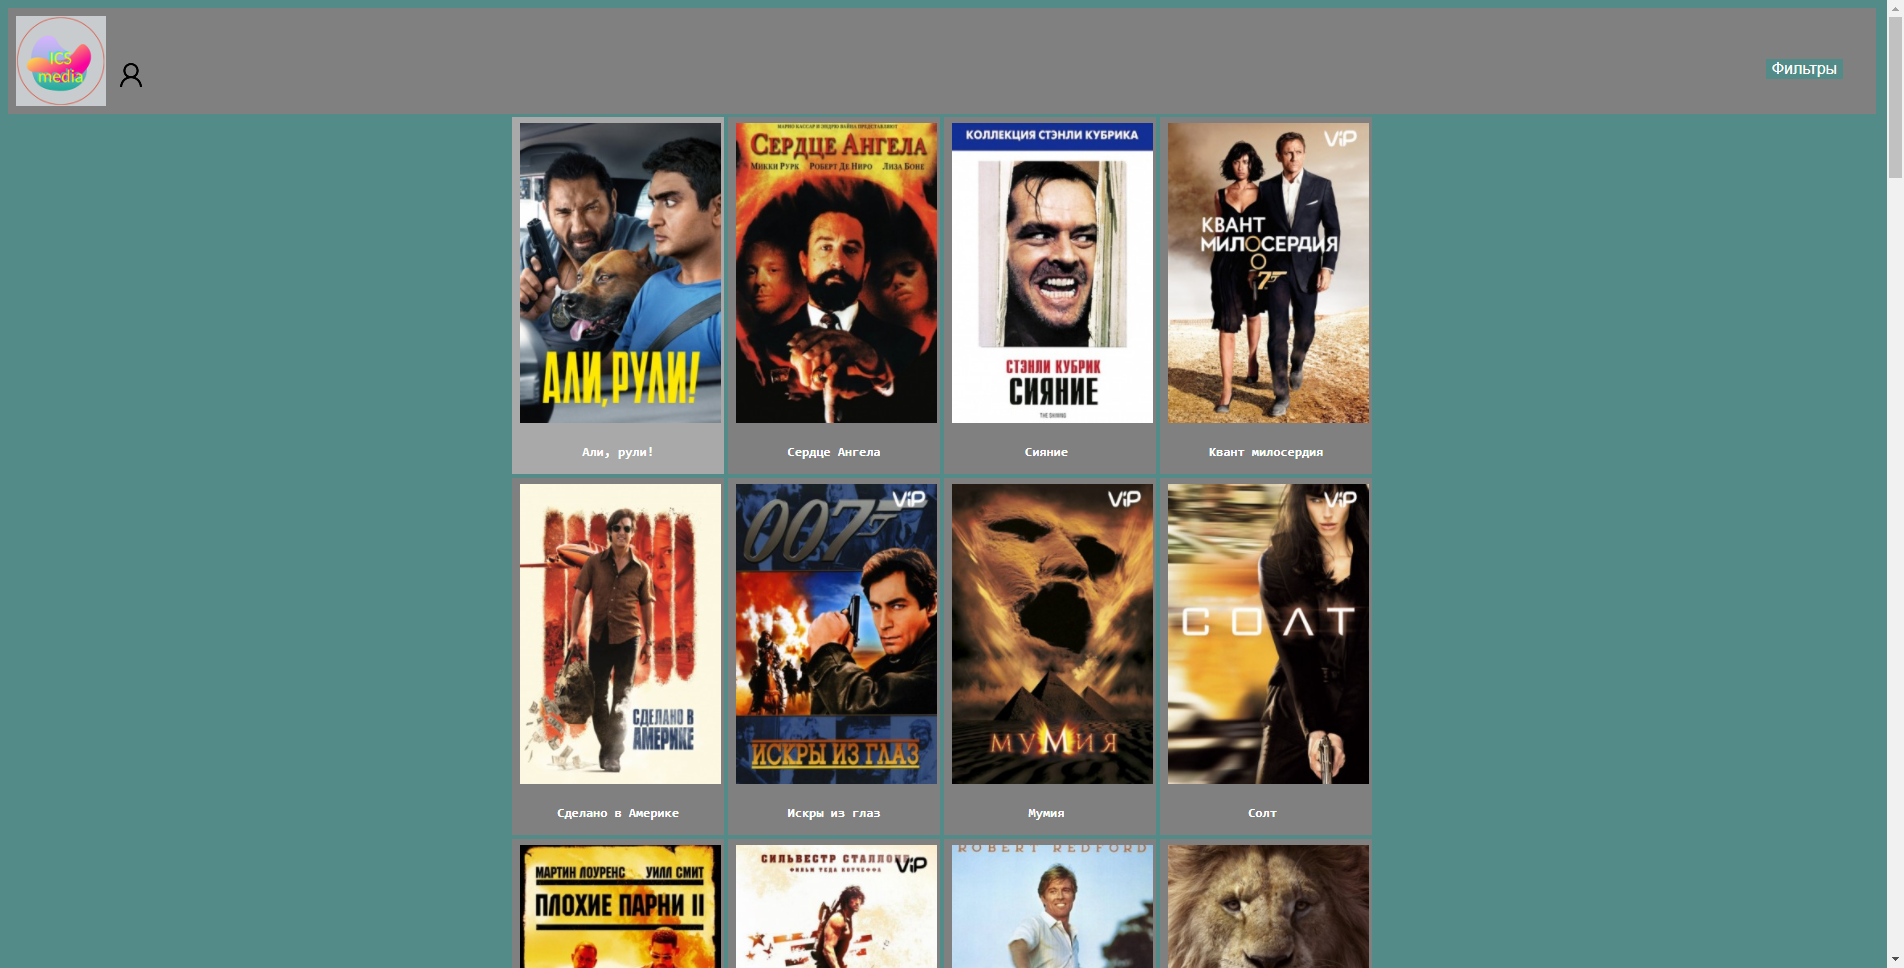 ICS
media
Фильтры
МАРИО КАССАР И ЭНДРЮ ВАЙНА ПРЕДСТАВЛЯЮТ
СЕРДЦЕ АНГЕЛА
МИККИ РУРК РОБЕРТ ДЕ НИРО ЛИЗА БОНЕ
КОЛЛЕКЦИЯ СТЭНЛИ КУБРИКА
ViP
КВАНТ
МИЛОСЕРДИЯ
007
АЛИ, РУЛИ!
СТЭНЛИ КУБРИК
СИЯНИЕ
THE SHINING
Али, рули!
Сердце Ангела
Сияние
Квант милосердия
ViP
007
ViP
ViP
СОЛТ
СДЕЛАНО В
АМЕРИКЕ
ИСКРЫ ИЗ ГЛАЗ
МУМИЯ
Сделано в Америке
Искры из глаз
Мумия
Солт
МАРТИН ЛОУРЕНС УИЛЛ СМИТ
ПЛОХИЕ ПАРНИ II
СИЛЬВЕСТР СТАЛЛОНЕ
ViP
ФИЛЬМ ТЕДА КОТЧЕФФА
ROBERT REDFORD